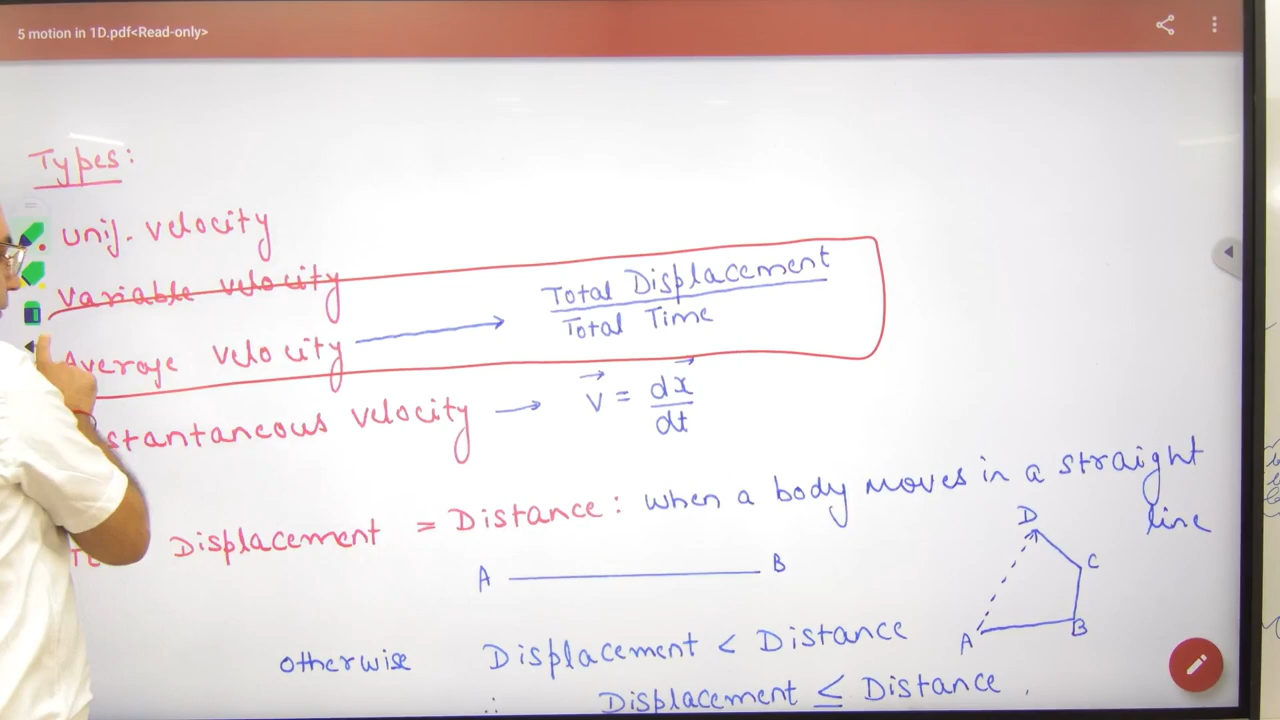 5 motion in 1D.pdf<Read-only>
Types:
unif. velocity
variable velocity
Average velocity → Total Displacement / Total Time
stantaneous velocity → v⃗ = dx⃗/dt
Displacement = Distance: when a body moves in a straight line
A B
D
C
A B
otherwise Displacement < Distance
∴ Displacement ≤ Distance.